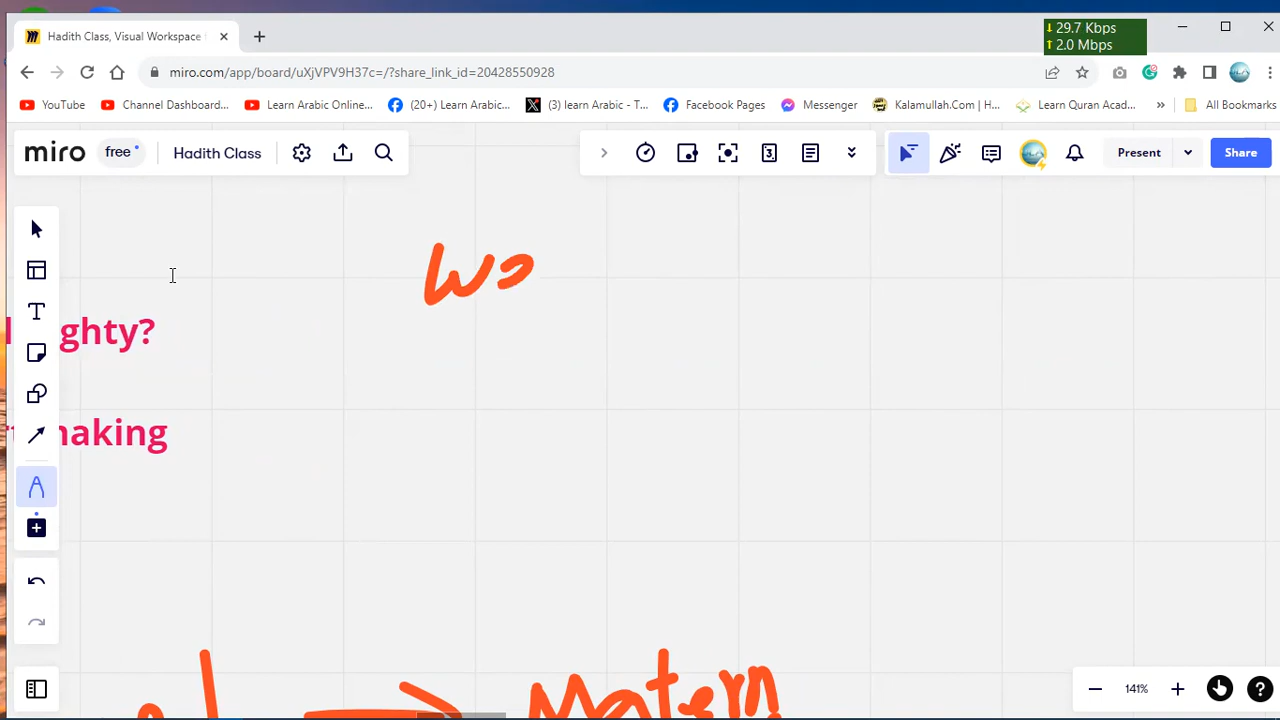 Hadith Class, Visual Workspace
29.7 Kbps
2.0 Mbps
miro.com/app/board/uXjVPV9H37c=/?share_link_id=20428550928
YouTube
Channel Dashboard...
Learn Arabic Online...
(20+) Learn Arabic...
(3) learn Arabic - T...
Facebook Pages
Messenger
Kalamullah.Com | H...
Learn Quran Acad...
»
All Bookmarks
miro free
Hadith Class
3
Present
Share
ghty?
making
Matern
141%